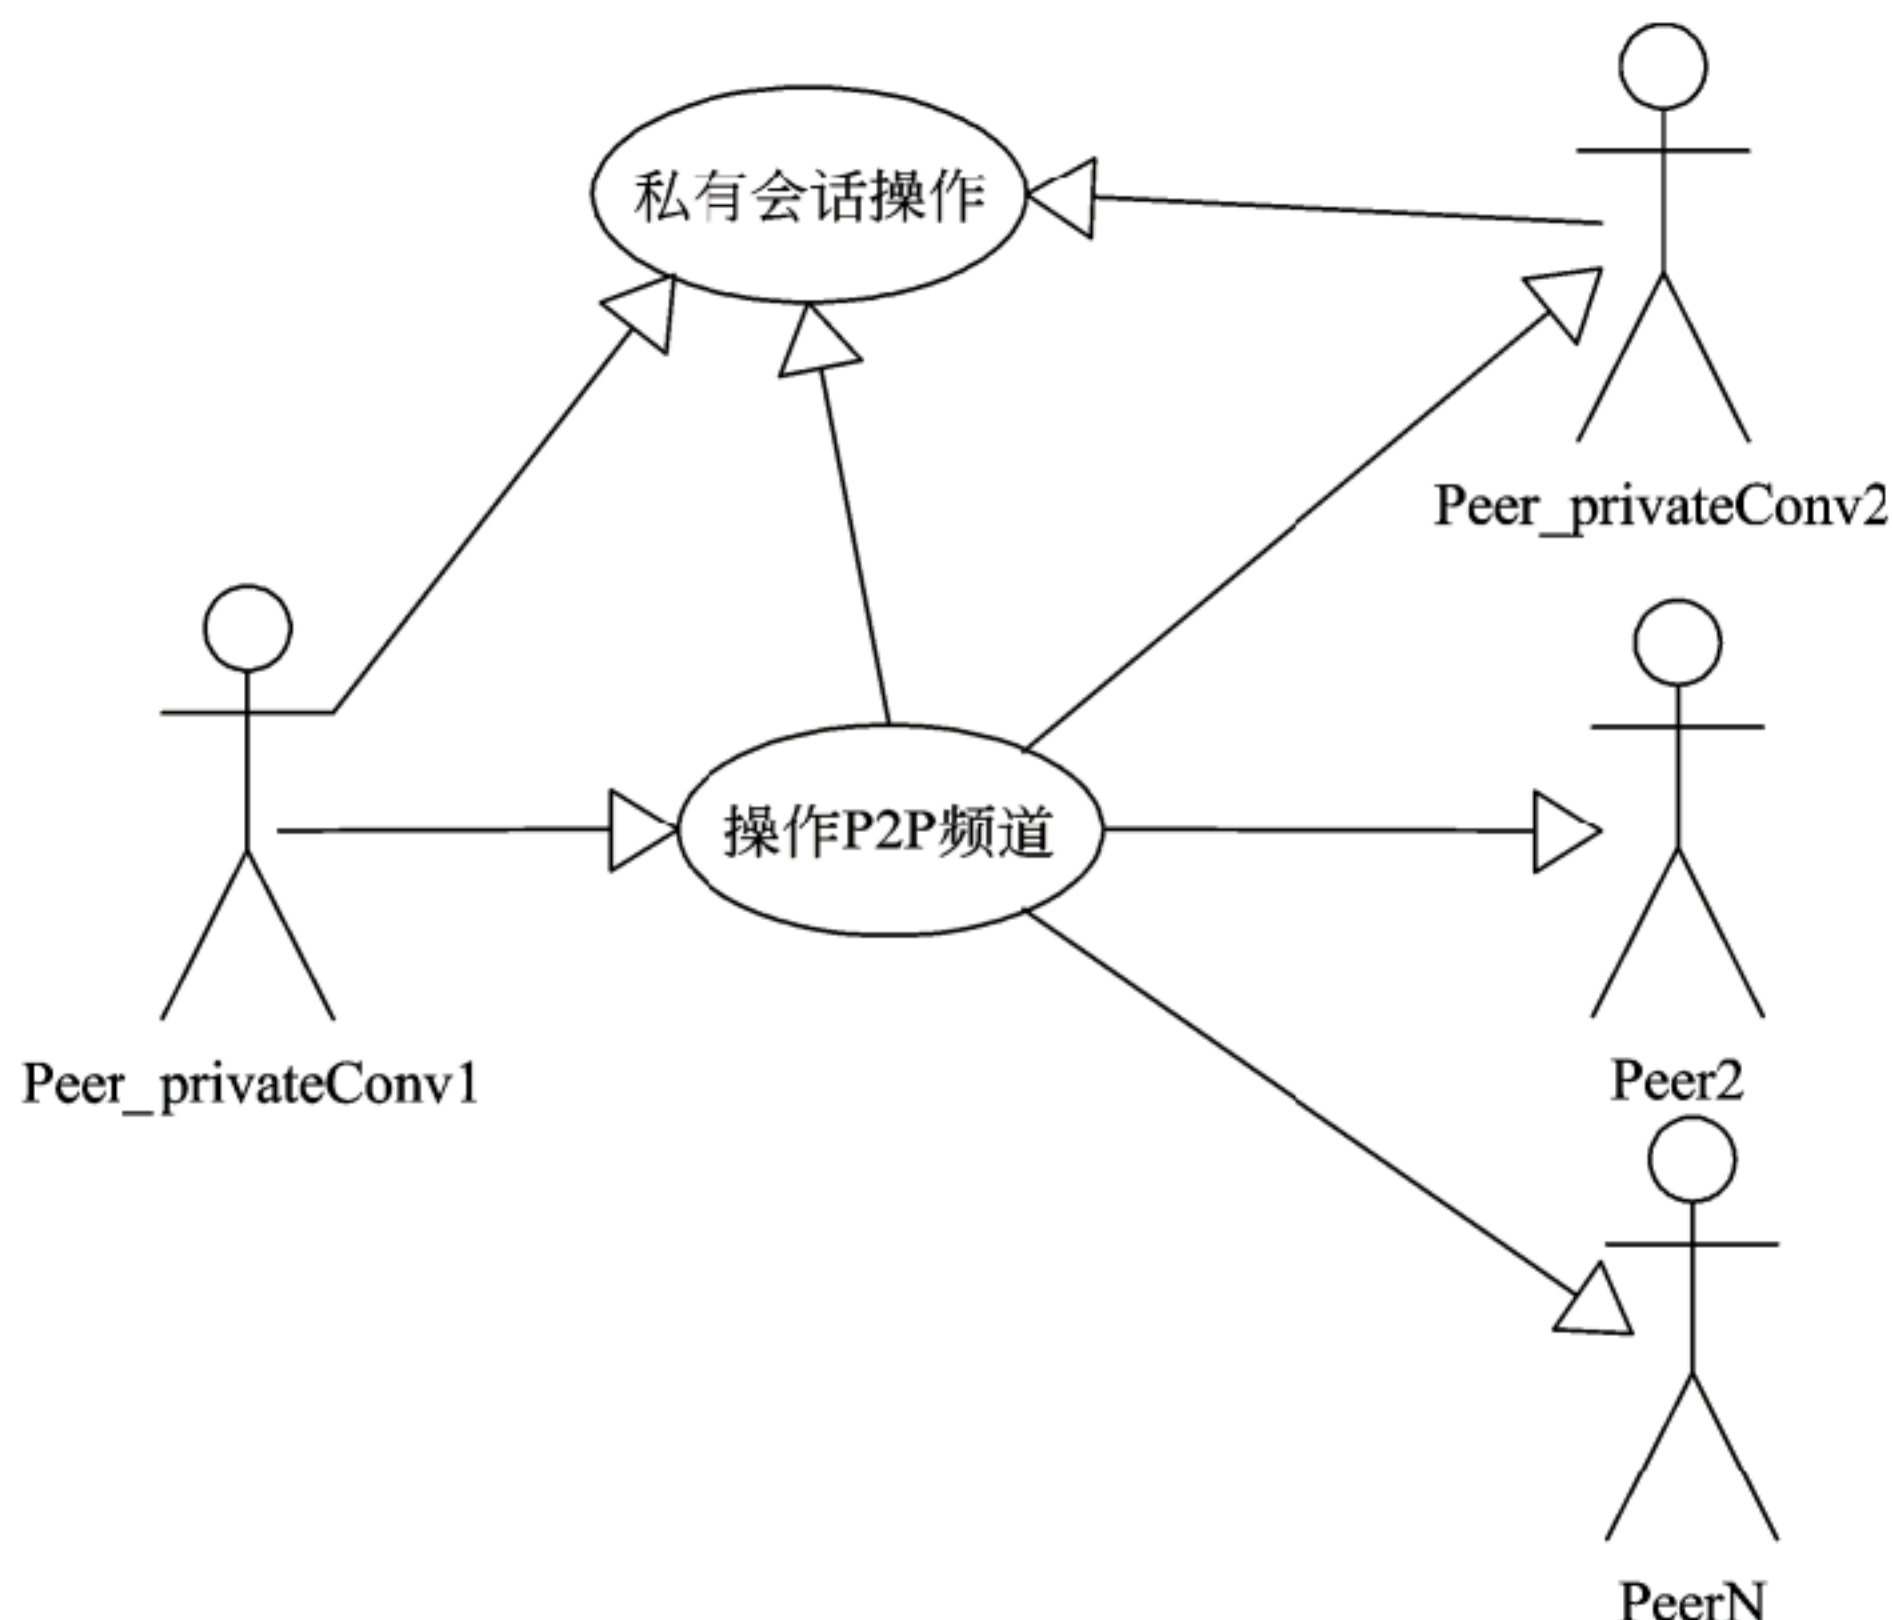 私有会话操作
Peer_privateConv2
操作P2P频道
Peer_privateConv1
Peer2
PeerN